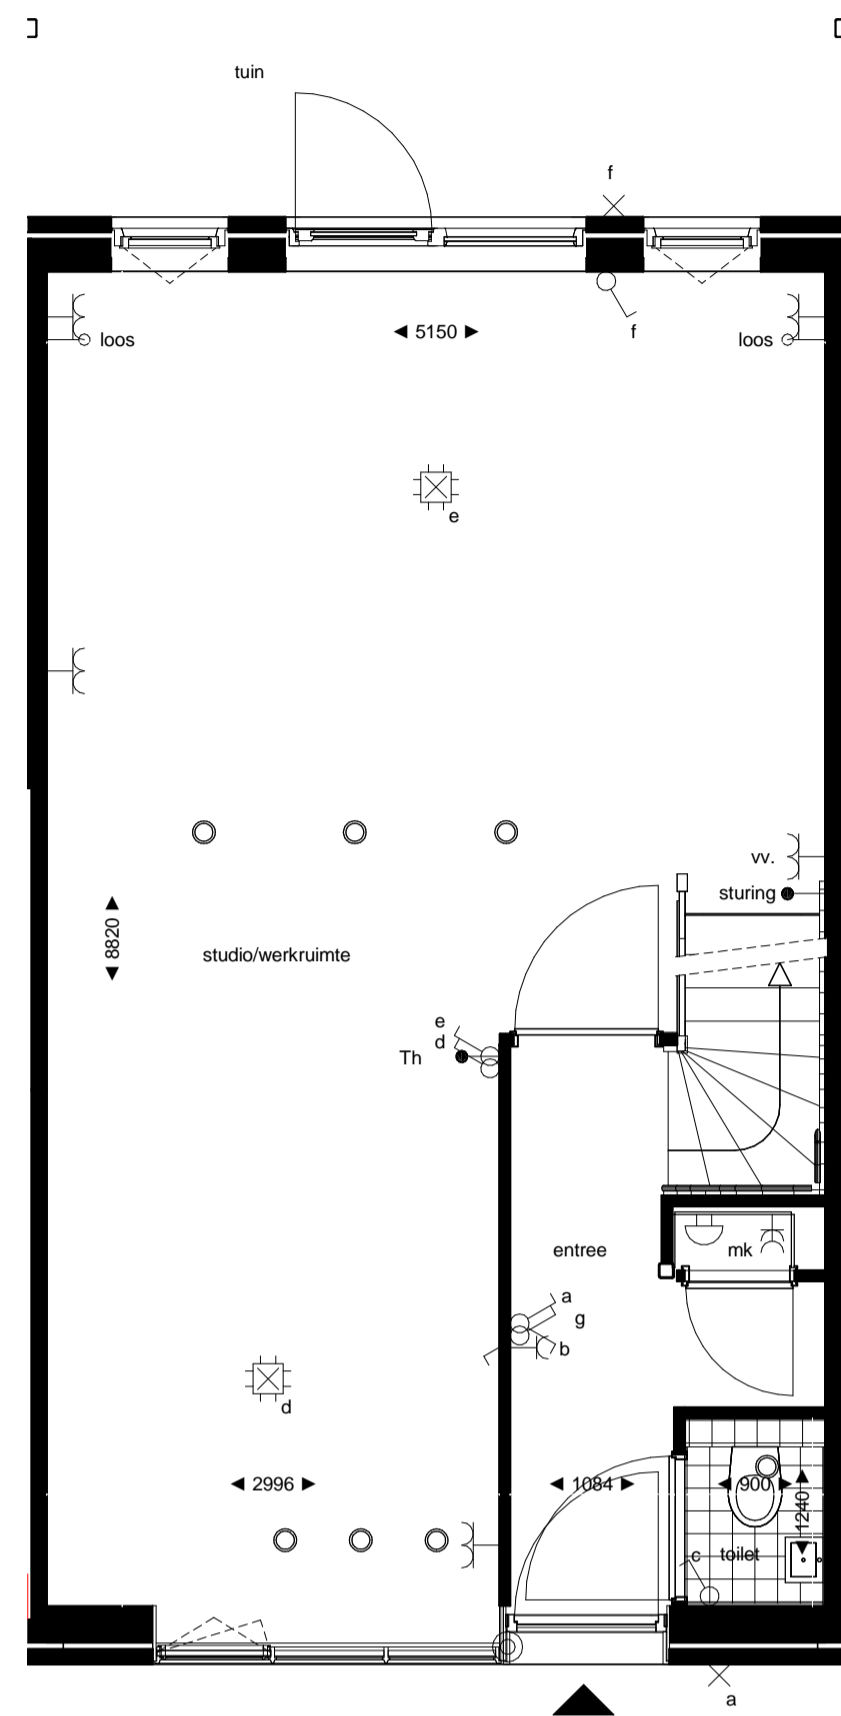 tuin
f
5150
f
loos
loos
e
vv.
sturing
8820
studio/werkruimte
e
d
Th
entree
mk
a
g
b
d
2996
1084
900
1240
c
toilet
a